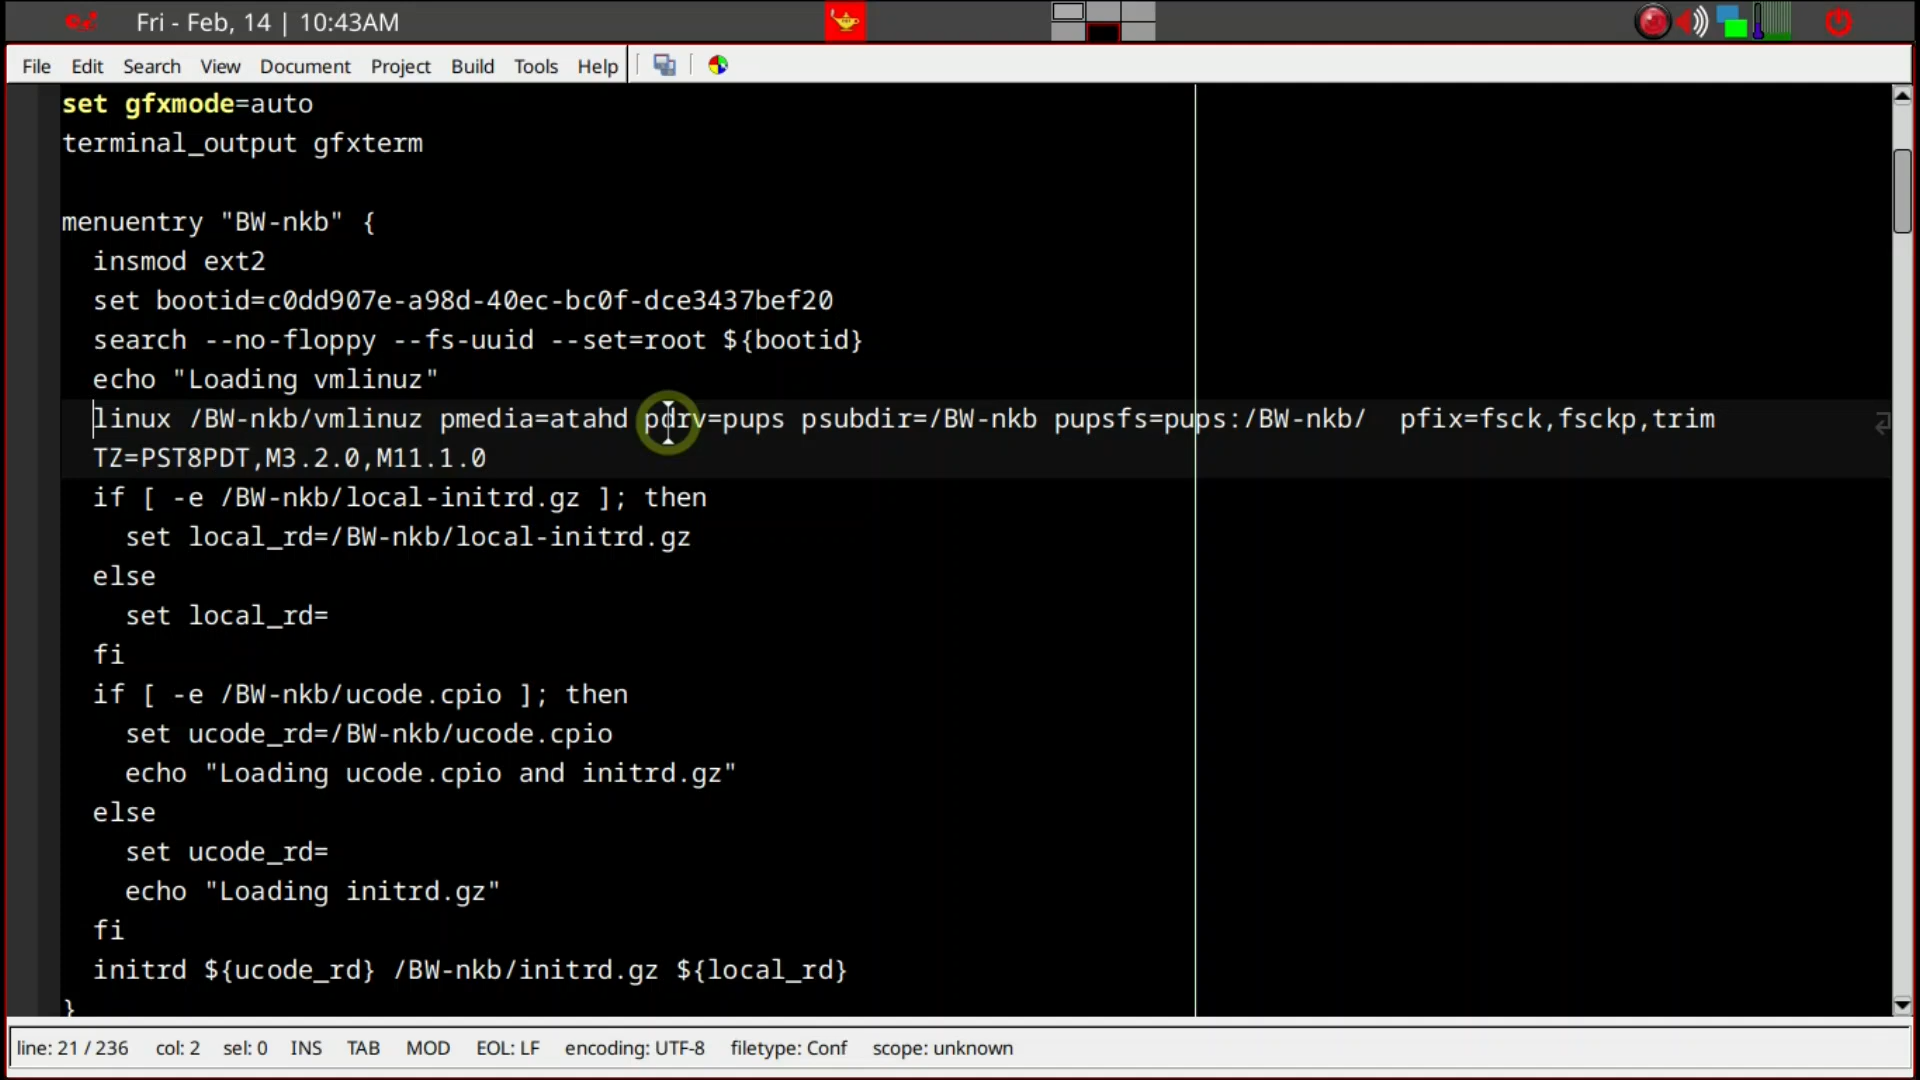 Fri - Feb, 14 | 10:43AM
File Edit Search View Document Project Build Tools Help
set gfxmode=auto
terminal_output gfxterm
menuentry "BW-nkb" {
insmod ext2
set bootid=c0dd907e-a98d-40ec-bc0f-dce3437bef20
search --no-floppy --fs-uuid --set=root ${bootid}
echo "Loading vmlinuz"
linux /BW-nkb/vmlinuz pmedia=atahd pdrv=pups psubdir=/BW-nkb pupsfs=pups:/BW-nkb/  pfix=fsck,fsckp,trim
TZ=PST8PDT,M3.2.0,M11.1.0
if [ -e /BW-nkb/local-initrd.gz ]; then
set local_rd=/BW-nkb/local-initrd.gz
else
set local_rd=
fi
if [ -e /BW-nkb/ucode.cpio ]; then
set ucode_rd=/BW-nkb/ucode.cpio
echo "Loading ucode.cpio and initrd.gz"
else
set ucode_rd=
echo "Loading initrd.gz"
fi
initrd ${ucode_rd} /BW-nkb/initrd.gz ${local_rd}
}
line: 21 / 236 col: 2 sel: 0 INS TAB MOD EOL: LF encoding: UTF-8 filetype: Conf scope: unknown